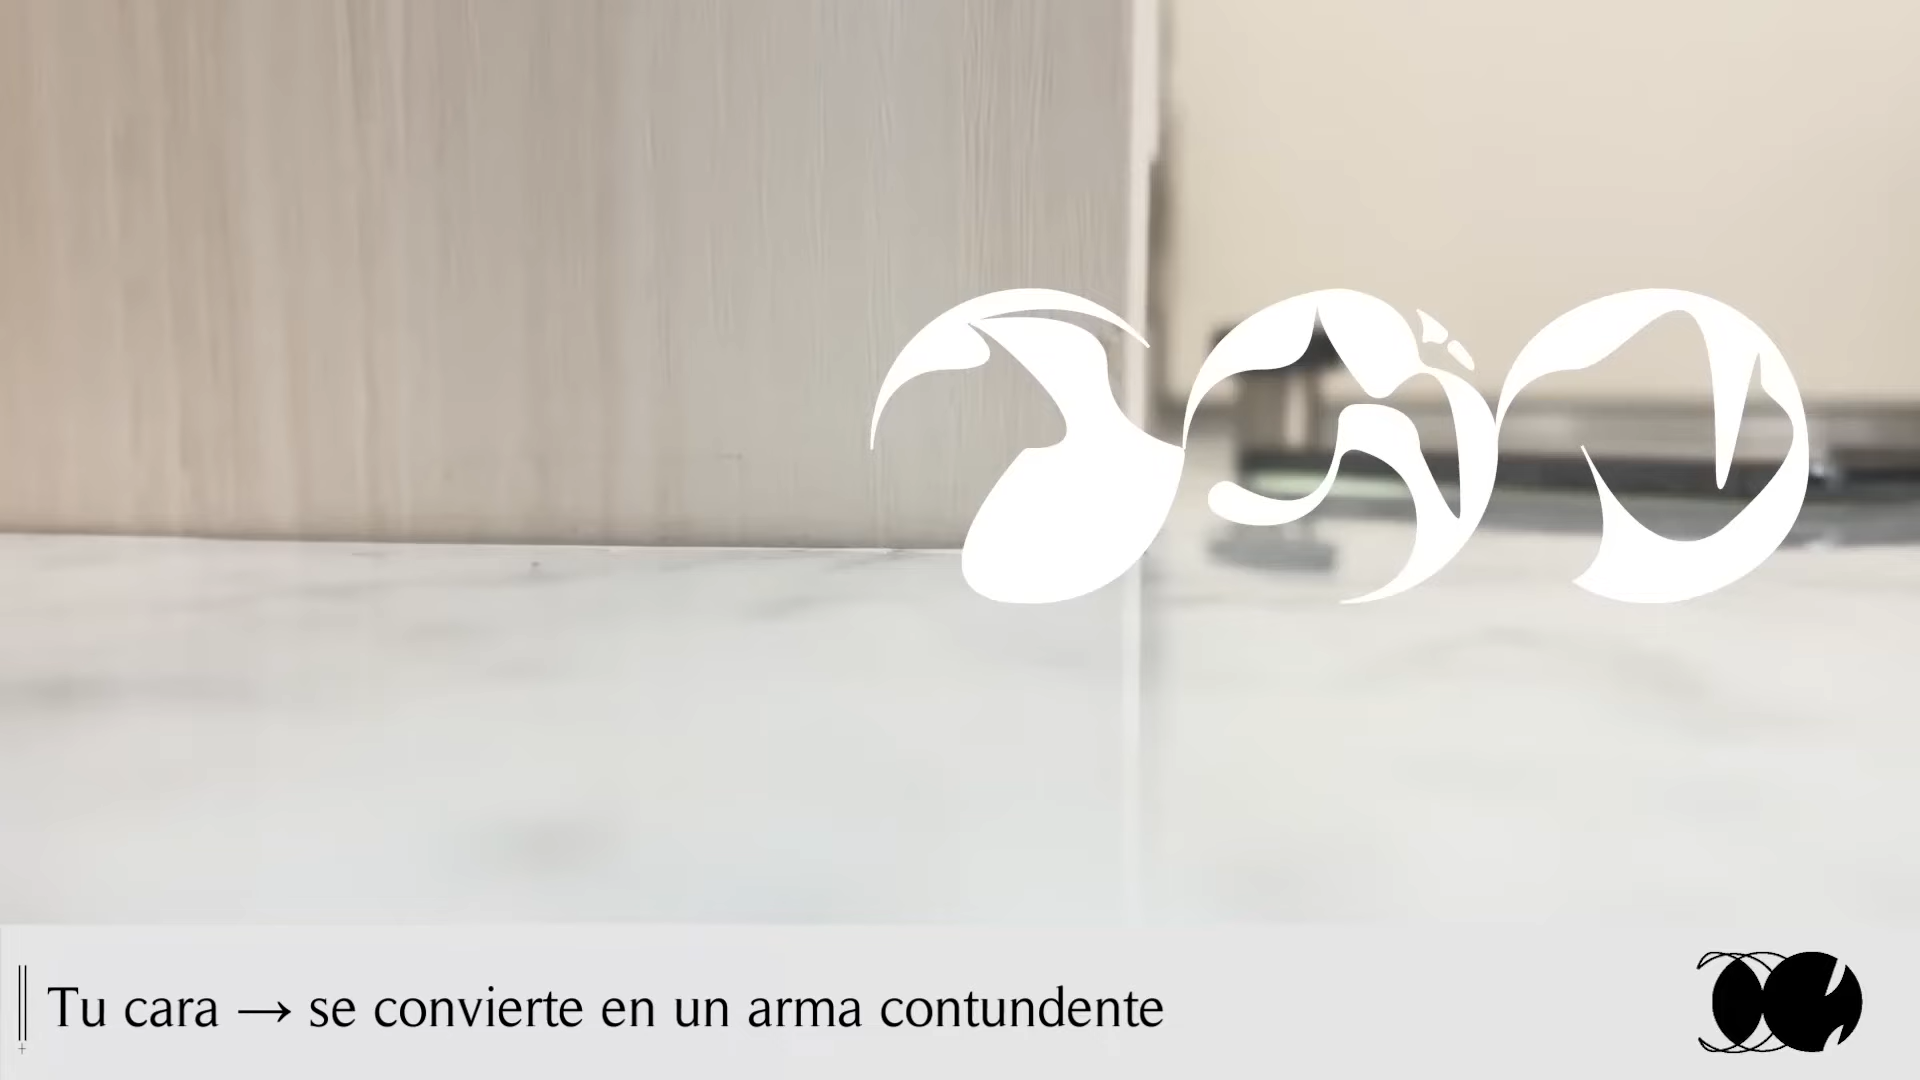 Tu cara → se convierte en un arma contundente